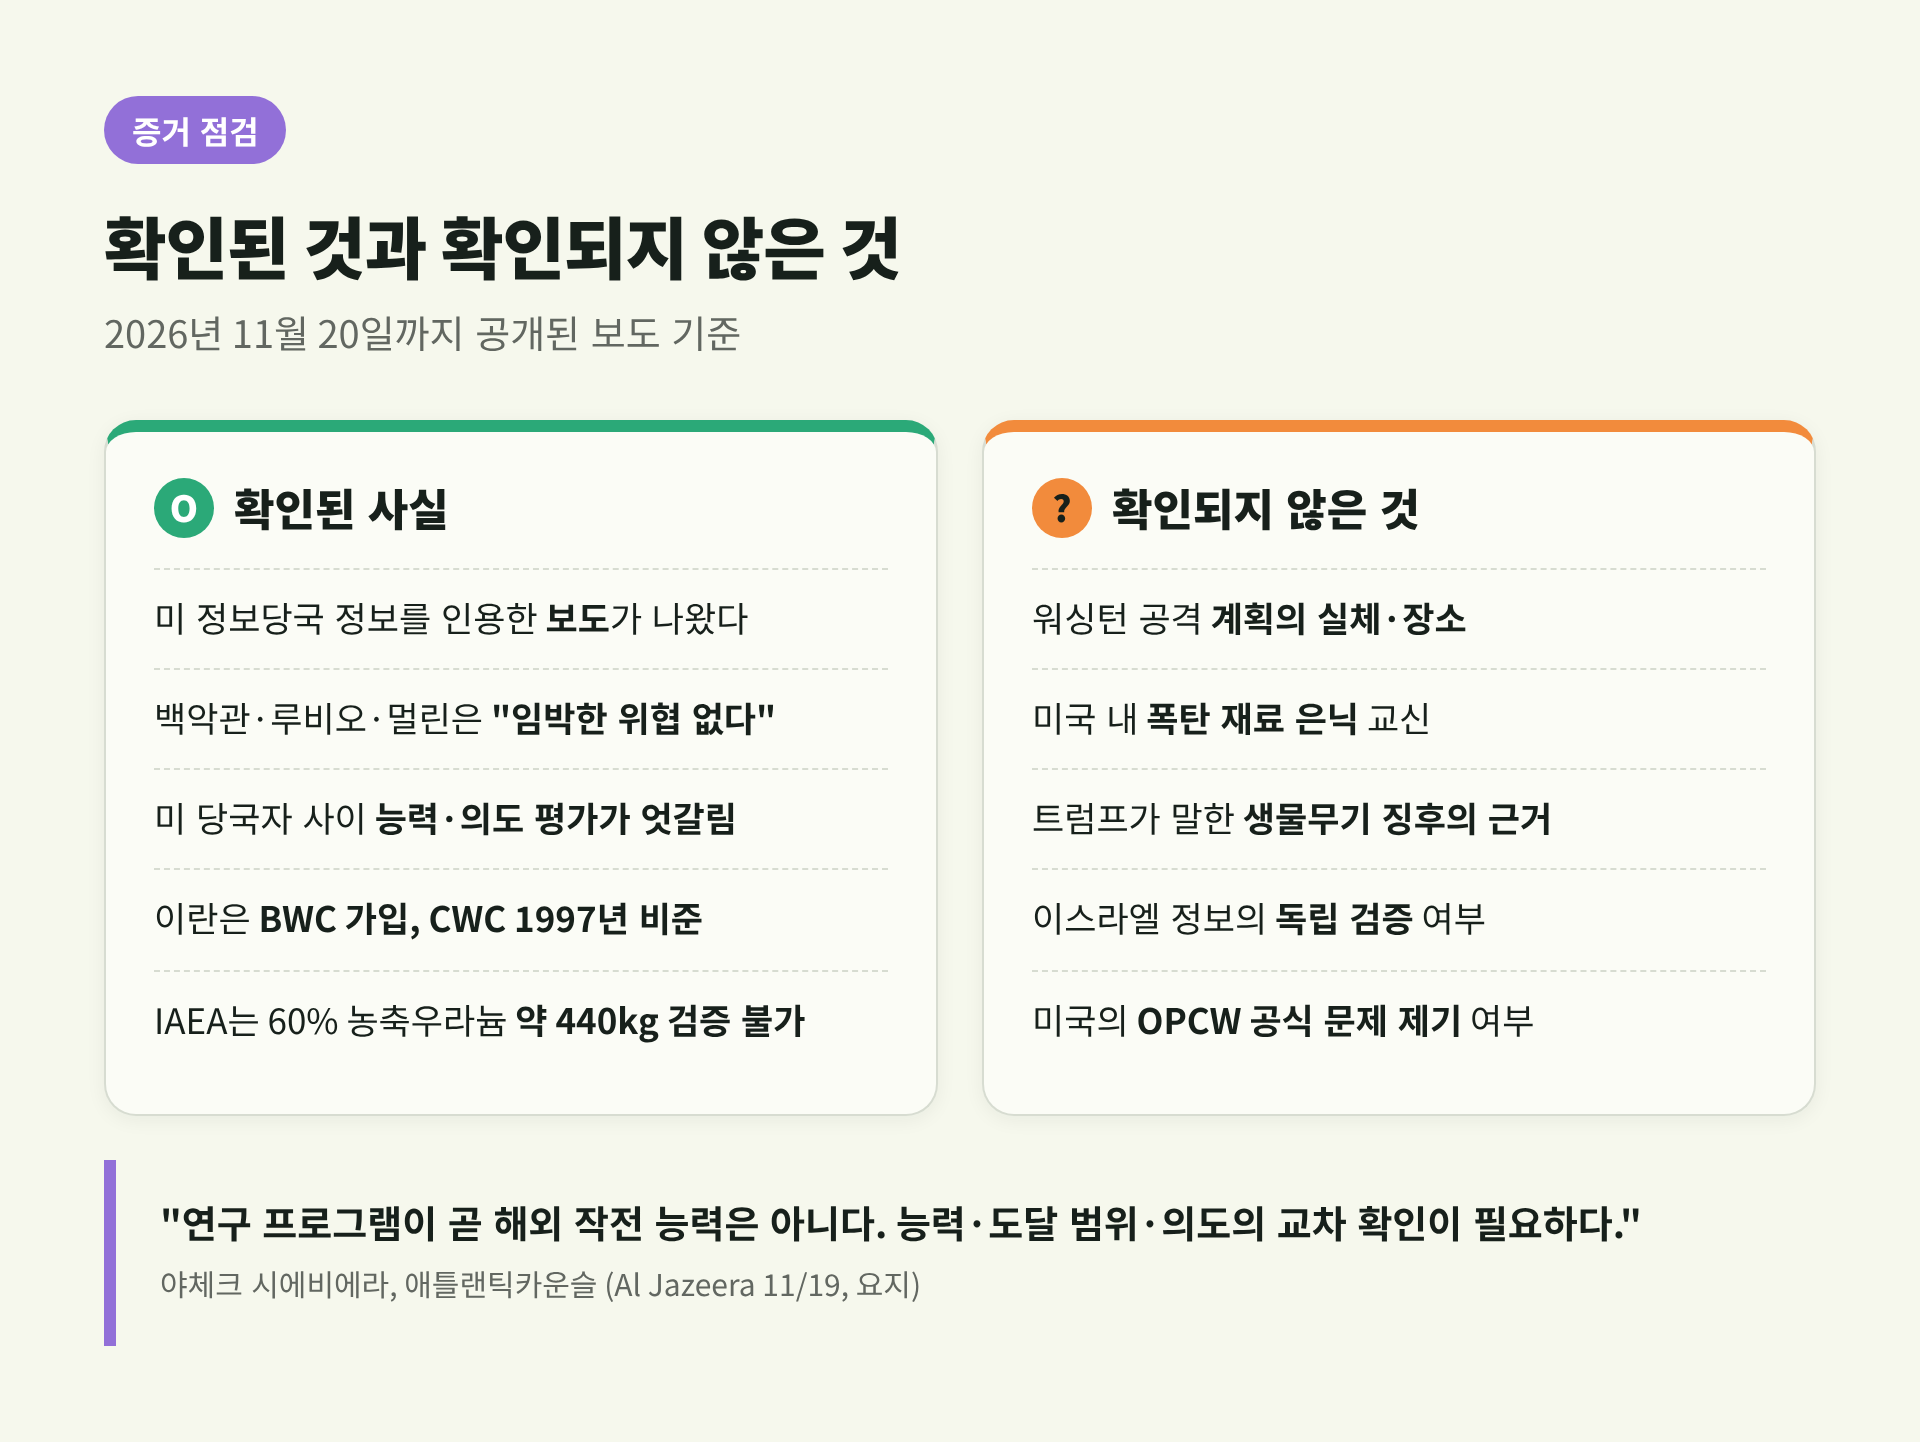 증거 점검
확인된 것과 확인되지 않은 것
2026년 11월 20일까지 공개된 보도 기준
O 확인된 사실
미 정보당국 정보를 인용한 보도가 나왔다
백악관·루비오·멀린은 "임박한 위협 없다"
미 당국자 사이 능력·의도 평가가 엇갈림
이란은 BWC 가입, CWC 1997년 비준
IAEA는 60% 농축우라늄 약 440kg 검증 불가
? 확인되지 않은 것
워싱턴 공격 계획의 실체·장소
미국 내 폭탄 재료 은닉 교신
트럼프가 말한 생물무기 징후의 근거
이스라엘 정보의 독립 검증 여부
미국의 OPCW 공식 문제 제기 여부
"연구 프로그램이 곧 해외 작전 능력은 아니다. 능력·도달 범위·의도의 교차 확인이 필요하다."
야체크 시에비에라, 애틀랜틱카운슬 (Al Jazeera 11/19, 요지)